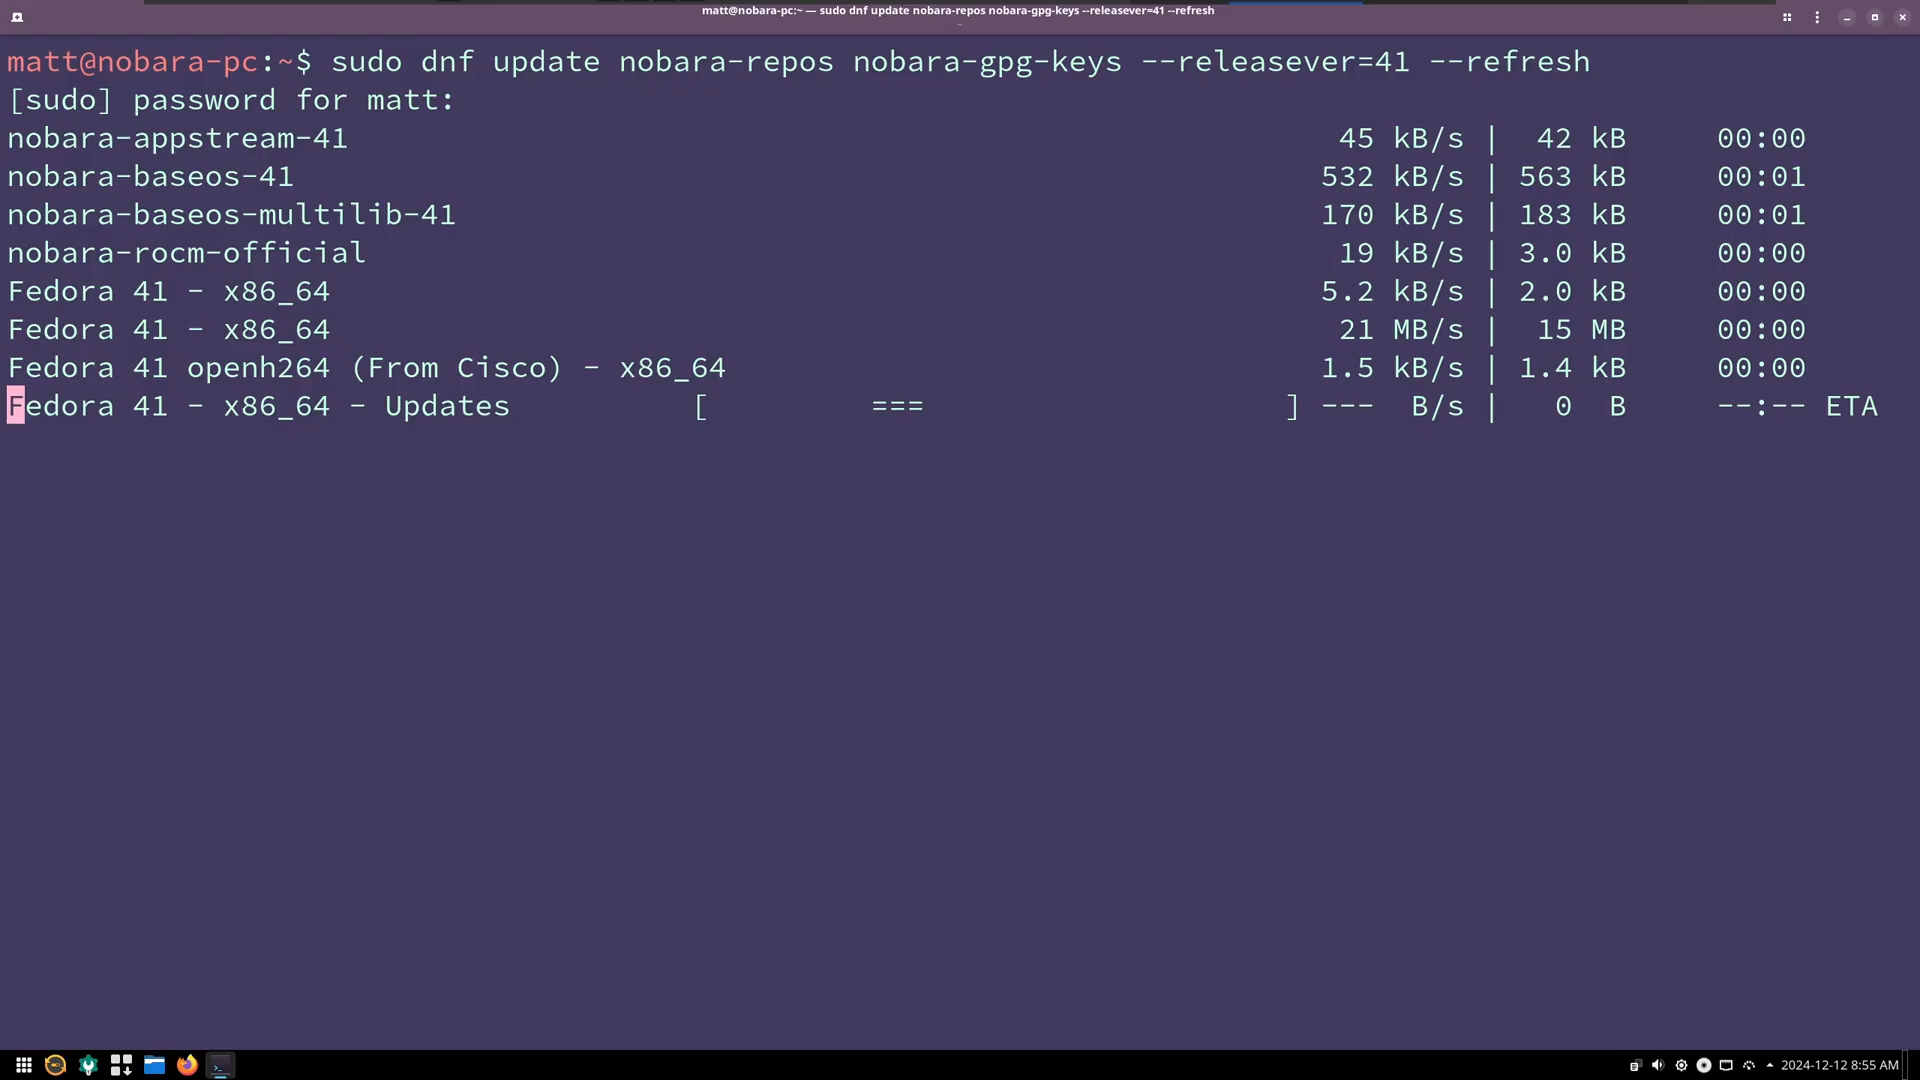 matt@nobara-pc:~ — sudo dnf update nobara-repos nobara-gpg-keys --releasever=41 --refresh
matt@nobara-pc:~$ sudo dnf update nobara-repos nobara-gpg-keys --releasever=41 --refresh
[sudo] password for matt:
nobara-appstream-41 45 kB/s | 42 kB 00:00
nobara-baseos-41 532 kB/s | 563 kB 00:01
nobara-baseos-multilib-41 170 kB/s | 183 kB 00:01
nobara-rocm-official 19 kB/s | 3.0 kB 00:00
Fedora 41 - x86_64 5.2 kB/s | 2.0 kB 00:00
Fedora 41 - x86_64 21 MB/s | 15 MB 00:00
Fedora 41 openh264 (From Cisco) - x86_64 1.5 kB/s | 1.4 kB 00:00
Fedora 41 - x86_64 - Updates [ === ] --- B/s | 0 B --:-- ETA
2024-12-12 8:55 AM